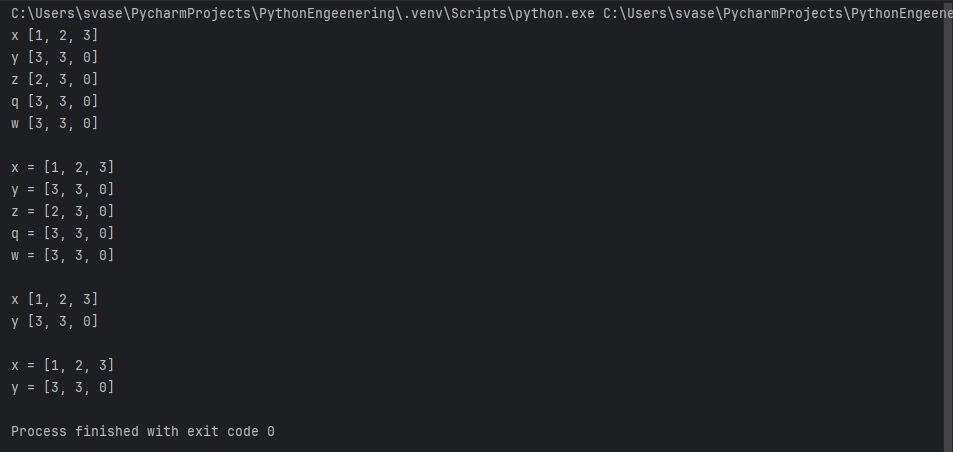 C:\Users\svase\PycharmProjects\PythonEngeenering\.venv\Scripts\python.exe C:\Users\svase\PycharmProjects\PythonEngeene
x [1, 2, 3]
y [3, 3, 0]
z [2, 3, 0]
q [3, 3, 0]
w [3, 3, 0]
x = [1, 2, 3]
y = [3, 3, 0]
z = [2, 3, 0]
q = [3, 3, 0]
w = [3, 3, 0]
x [1, 2, 3]
y [3, 3, 0]
x = [1, 2, 3]
y = [3, 3, 0]
Process finished with exit code 0